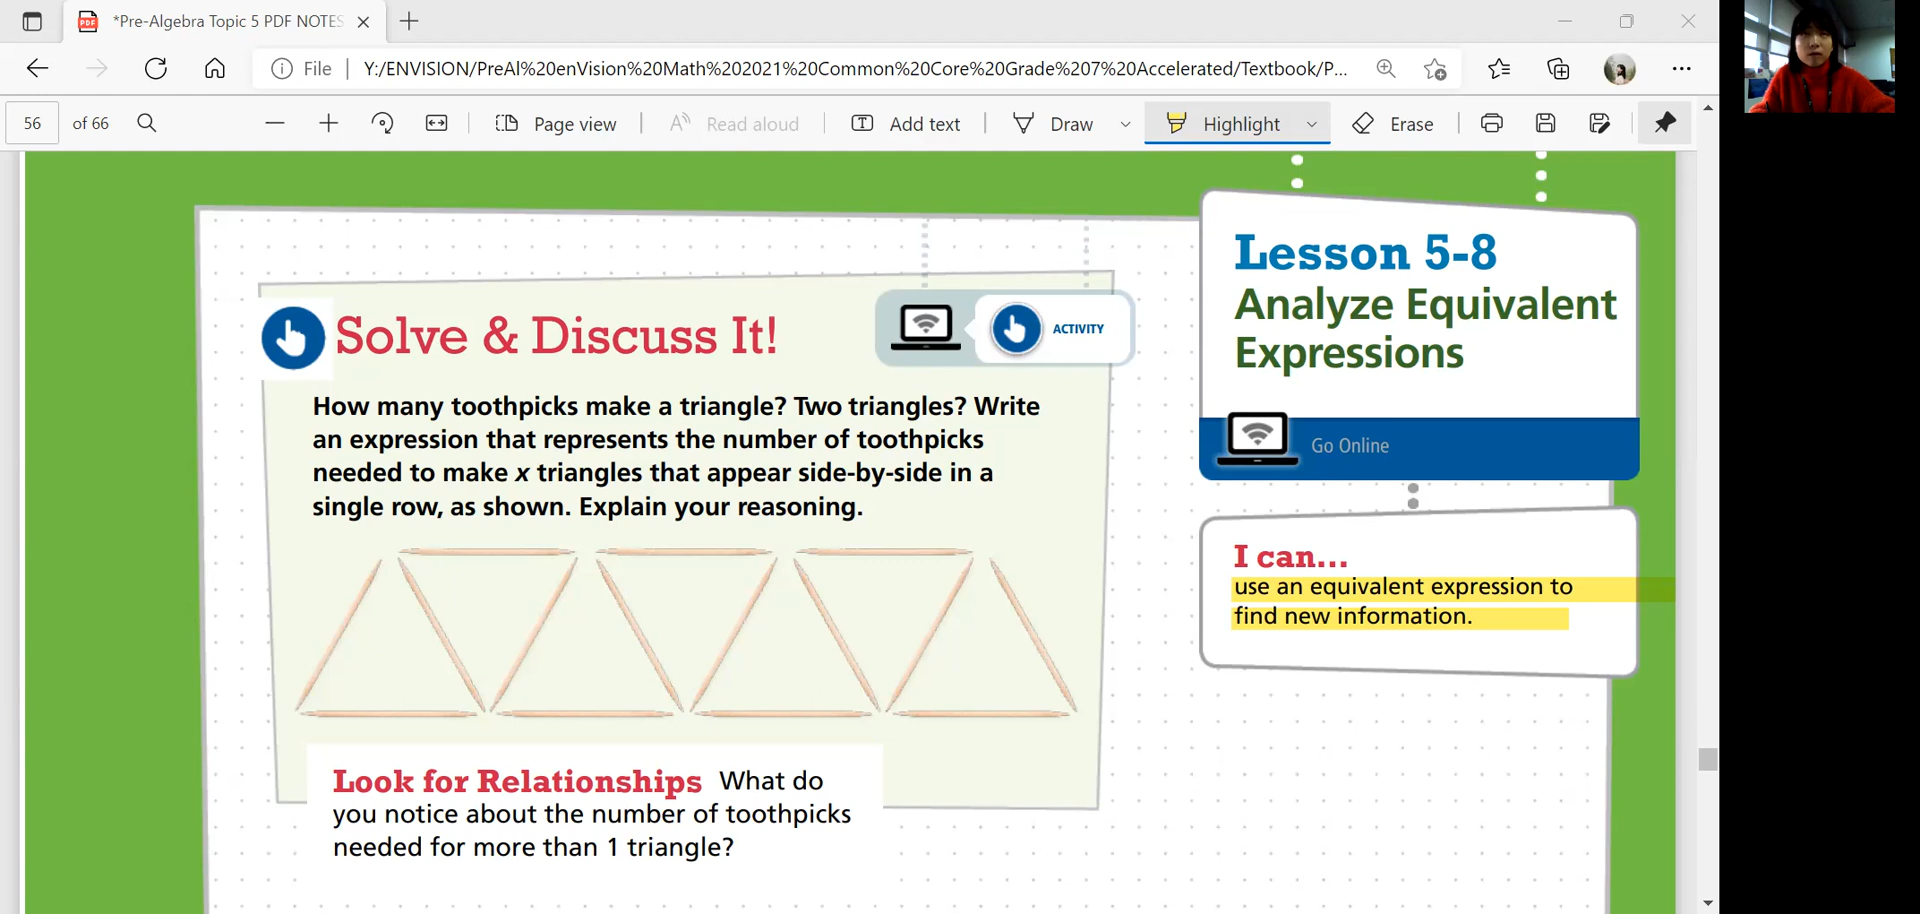 *Pre-Algebra Topic 5 PDF NOTES
File
Y:/ENVISION/PreAl%20enVision%20Math%202021%20Common%20Core%20Grade%207%20Accelerated/Textbook/P...
56 of 66
Page view
Read aloud
Add text
Draw
Highlight
Erase
Lesson 5-8
Analyze Equivalent
Expressions
Go Online
I can...
use an equivalent expression to
find new information.
Solve & Discuss It!
ACTIVITY
How many toothpicks make a triangle? Two triangles? Write
an expression that represents the number of toothpicks
needed to make x triangles that appear side-by-side in a
single row, as shown. Explain your reasoning.
Look for Relationships What do
you notice about the number of toothpicks
needed for more than 1 triangle?